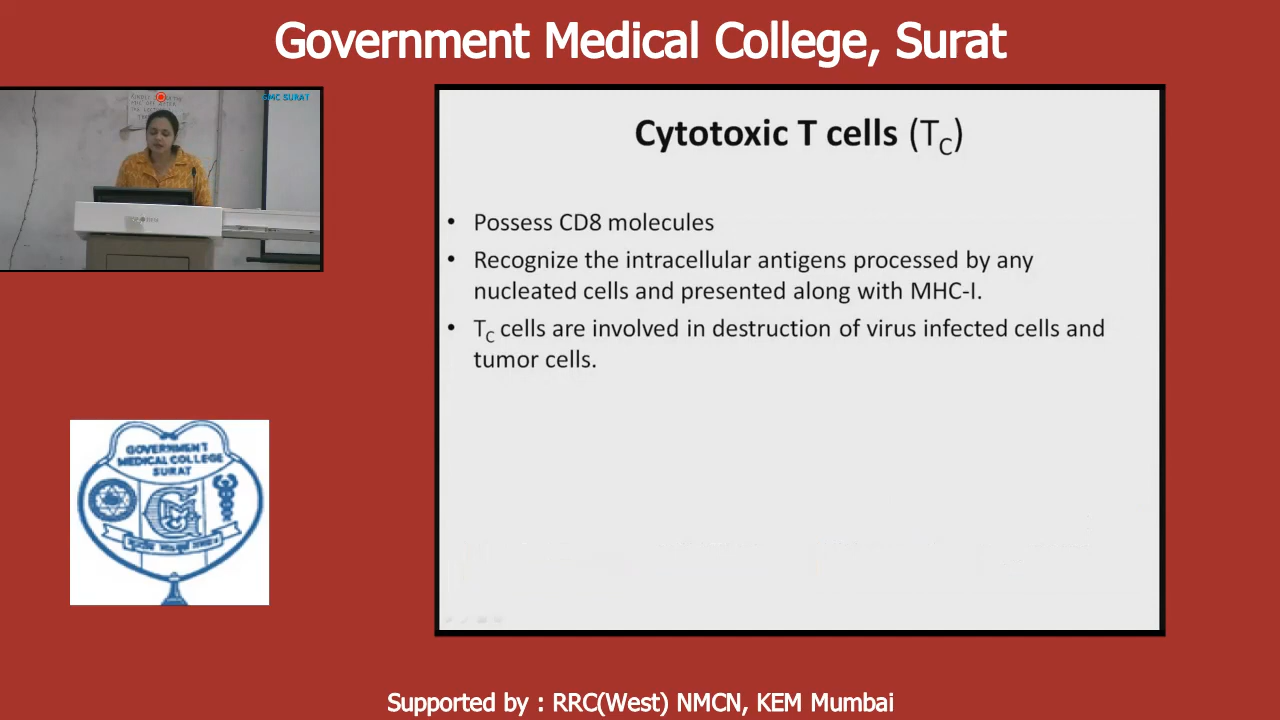 Government Medical College, Surat
GMC SURAT
Cytotoxic T cells (T_C)
• Possess CD8 molecules
• Recognize the intracellular antigens processed by any
nucleated cells and presented along with MHC-I.
• T_C cells are involved in destruction of virus infected cells and
tumor cells.
GOVERNMENT
MEDICAL COLLEGE
SURAT
Supported by : RRC(West) NMCN, KEM Mumbai